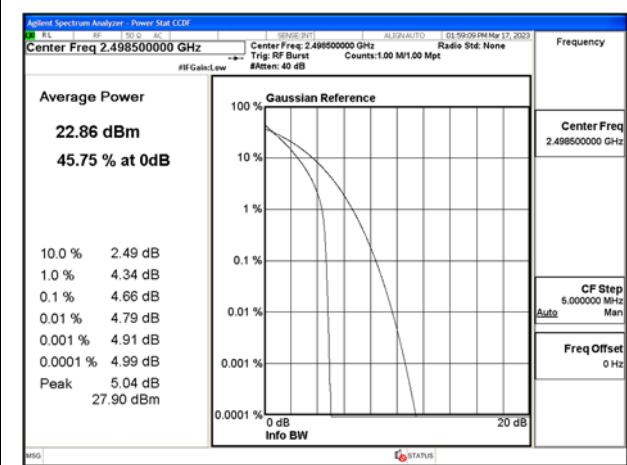 Agilent Spectrum Analyzer - Power Stat CCDF
RL RF 50 Ω AC SENSE:INT ALIGN AUTO 01:59:09 PM Mar 17, 2023
Center Freq 2.498500000 GHz
Center Freq: 2.498500000 GHz Radio Std: None
Trig: RF Burst Counts:1.00 M/1.00 Mpt
#IFGain:Low #Atten: 40 dB
Frequency
Average Power
22.86 dBm
45.75 % at 0dB
10.0 % 2.49 dB
1.0 % 4.34 dB
0.1 % 4.66 dB
0.01 % 4.79 dB
0.001 % 4.91 dB
0.0001 % 4.99 dB
Peak 5.04 dB
27.90 dBm
Gaussian Reference
100 %
10 %
1 %
0.1 %
0.01 %
0.001 %
0.0001 %
0 dB 20 dB
Info BW
Center Freq
2.498500000 GHz
CF Step
5.000000 MHz
Auto Man
Freq Offset
0 Hz
MSG STATUS